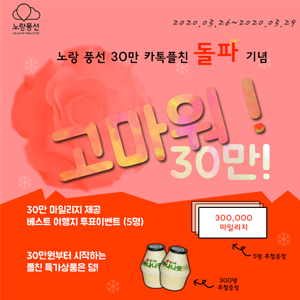 노랑풍선
YELLOW BALLOON
2020.03.26~2020.03.29
노랑 풍선 30만 카톡플친 돌파 기념
고마워!
30만!
30만 마일리지 제공
베스트 여행지 투표이벤트 (5명)
300,000
마일리지
5명 추첨증정
30만원부터 시작하는
플친 특가상품은 덤!
300명
추첨증정